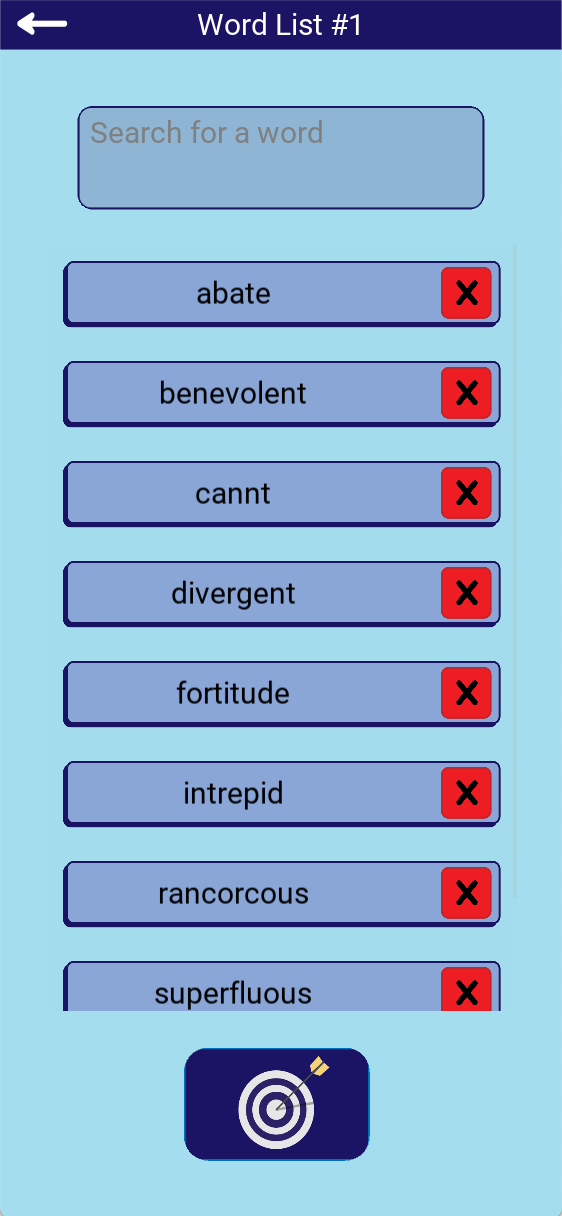 Word List #1
Search for a word
abate
benevolent
cannt
divergent
fortitude
intrepid
rancorcous
superfluous